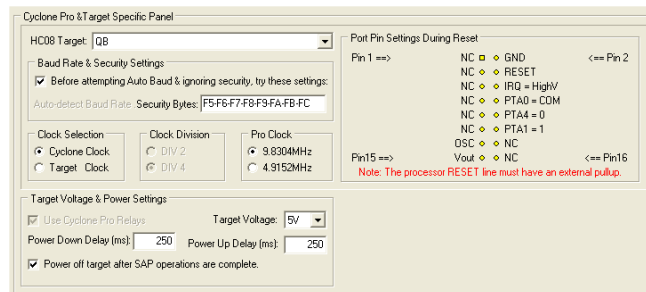 Cyclone Pro &Target Specific Panel
HC08 Target: QB
Baud Rate & Security Settings
Before attempting Auto Baud & ignoring security, try these settings:
Auto-detect Baud Rate Security Bytes: F5-F6-F7-F8-F9-FA-FB-FC
Clock Selection Clock Division Pro Clock
Cyclone Clock DIV 2 9.8304MHz
Target Clock DIV 4 4.9152MHz
Target Voltage & Power Settings
Use Cyclone Pro Relays Target Voltage: 5V
Power Down Delay (ms): 250 Power Up Delay (ms): 250
Power off target after SAP operations are complete.
Port Pin Settings During Reset
Pin 1 ==> NC GND <== Pin 2
NC RESET
NC IRQ = HighV
NC PTA0 = COM
NC PTA4 = 0
NC PTA1 = 1
OSC NC
Pin15 ==> Vout NC <== Pin16
Note: The processor RESET line must have an external pullup.